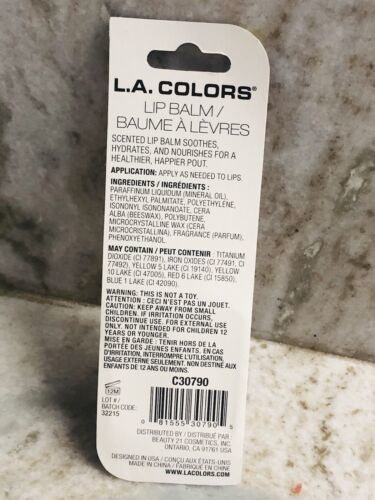 L.A. COLORS®
LIP BALM /
BAUME À LÈVRES
SCENTED LIP BALM SOOTHES,
HYDRATES, AND NOURISHES FOR A
HEALTHIER, HAPPIER POUT.
APPLICATION: APPLY AS NEEDED TO LIPS.
INGREDIENTS / INGRÉDIENTS :
PARAFFINUM LIQUIDUM (MINERAL OIL),
ETHYLHEXYL PALMITATE, POLYETHYLENE,
ISONONYL ISONONANOATE, CERA
ALBA (BEESWAX), POLYBUTENE,
MICROCRYSTALLINE WAX (CERA
MICROCRISTALLINA), FRAGRANCE (PARFUM),
PHENOXYETHANOL.
MAY CONTAIN / PEUT CONTENIR : TITANIUM
DIOXIDE (CI 77891), IRON OXIDES (CI 77491, CI
77492), YELLOW 5 LAKE (CI 19140), YELLOW
10 LAKE (CI 47005), RED 6 LAKE (CI 15850),
BLUE 1 LAKE (CI 42090).
WARNING: THIS IS NOT A TOY.
ATTENTION : CECI N'EST PAS UN JOUET.
CAUTION: KEEP AWAY FROM SMALL
CHILDREN. IF IRRITATION OCCURS,
DISCONTINUE USE. FOR EXTERNAL USE
ONLY. NOT INTENDED FOR CHILDREN 12
YEARS OR YOUNGER.
MISE EN GARDE : TENIR HORS DE LA
PORTÉE DES JEUNES ENFANTS. EN CAS
D'IRRITATION, INTERROMPRE L'UTILISATION.
USAGE EXTERNE SEULEMENT. NON DESTINÉ AUX
ENFANTS DE 12 ANS OU MOINS.
C30790
12M
LOT # /
BATCH CODE:
32215
0 81555 30790 5
DISTRIBUTED BY / DISTRIBUÉ PAR
BEAUTY 21 COSMETICS, INC.
ONTARIO, CA 91761 USA
DESIGNED IN USA / CONÇU AUX ÉTATS-UNIS
MADE IN CHINA / FABRIQUÉ EN CHINE
WWW.LACOLORS.COM